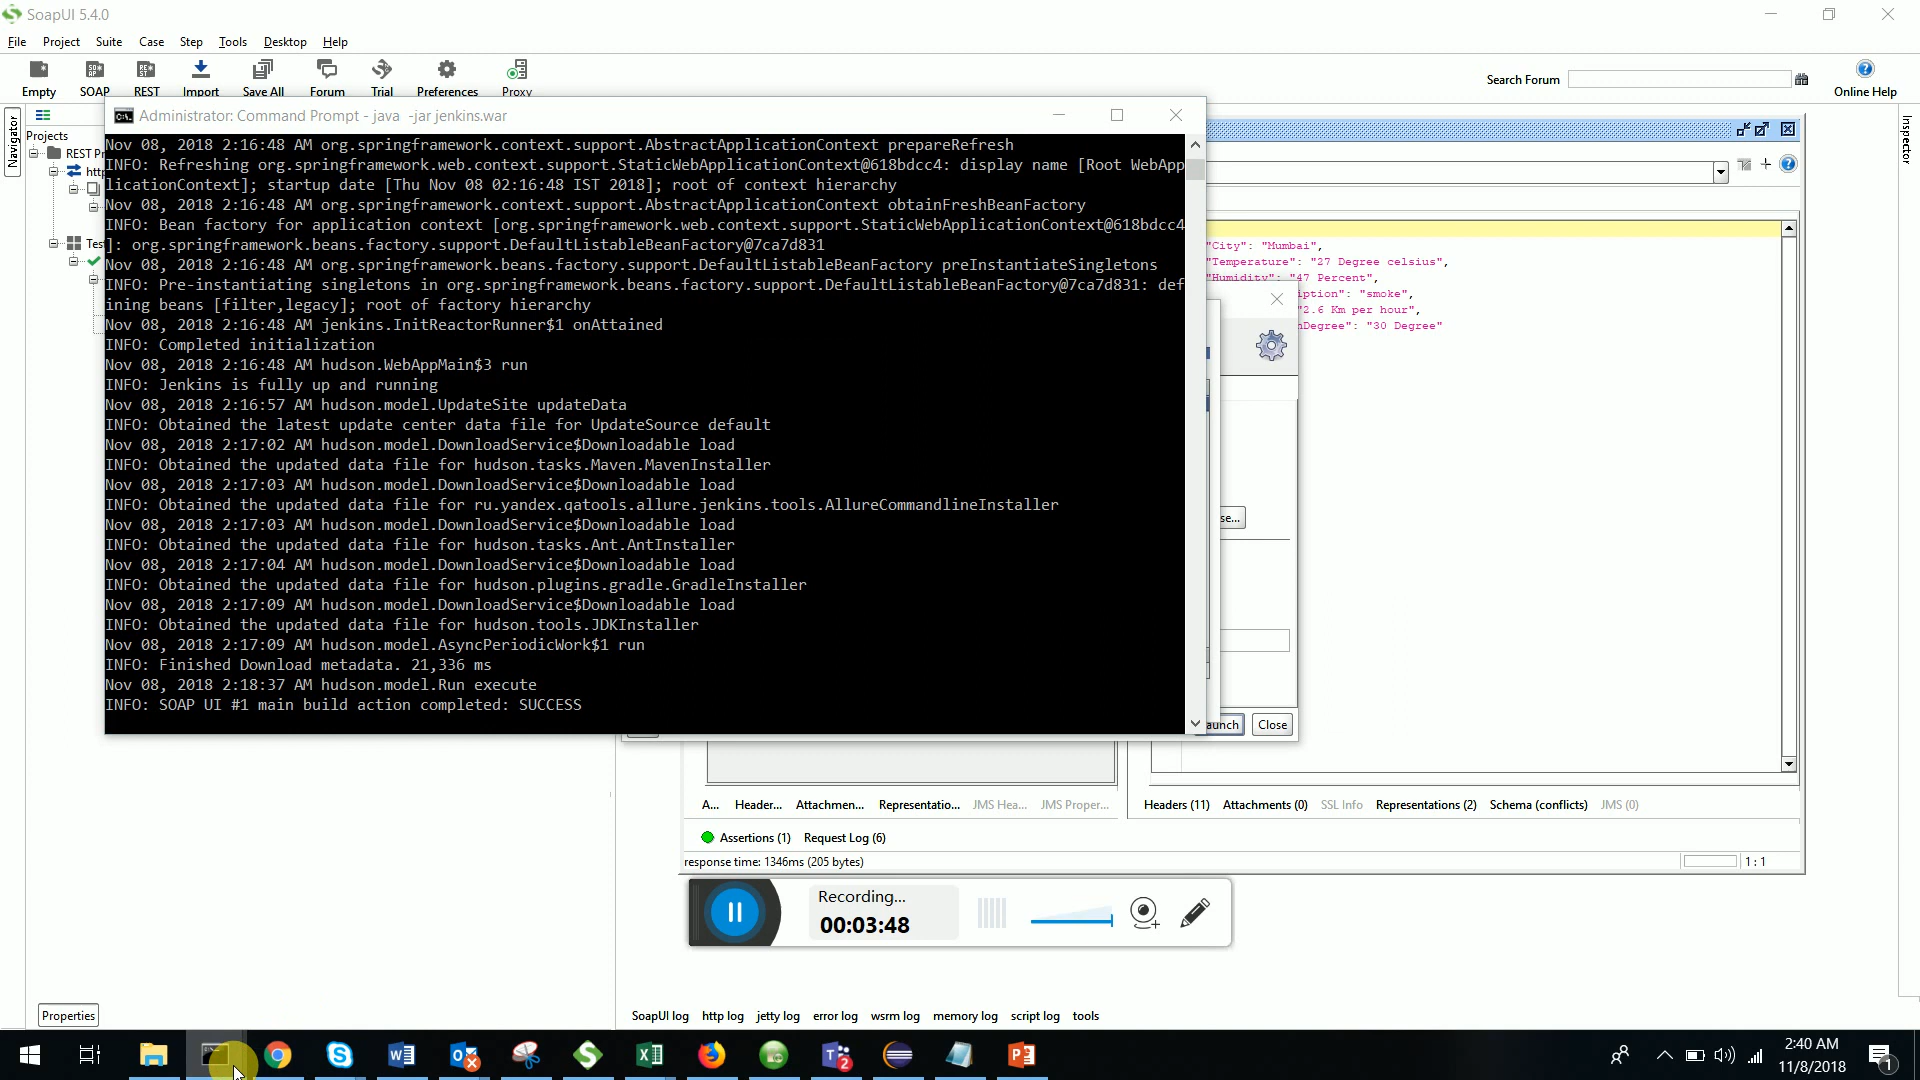 SoapUI 5.4.0
File Project Suite Case Step Tools Desktop Help
Empty SOAP REST Import Save All Forum Trial Preferences Proxy
Search Forum
Online Help
Navigator
Inspector
Projects
REST Pr
http
Tes
Administrator: Command Prompt - java -jar jenkins.war
Nov 08, 2018 2:16:48 AM org.springframework.context.support.AbstractApplicationContext prepareRefresh
INFO: Refreshing org.springframework.web.context.support.StaticWebApplicationContext@618bdcc4: display name [Root WebApp
licationContext]; startup date [Thu Nov 08 02:16:48 IST 2018]; root of context hierarchy
Nov 08, 2018 2:16:48 AM org.springframework.context.support.AbstractApplicationContext obtainFreshBeanFactory
INFO: Bean factory for application context [org.springframework.web.context.support.StaticWebApplicationContext@618bdcc4
]: org.springframework.beans.factory.support.DefaultListableBeanFactory@7ca7d831
Nov 08, 2018 2:16:48 AM org.springframework.beans.factory.support.DefaultListableBeanFactory preInstantiateSingletons
INFO: Pre-instantiating singletons in org.springframework.beans.factory.support.DefaultListableBeanFactory@7ca7d831: def
ining beans [filter,legacy]; root of factory hierarchy
Nov 08, 2018 2:16:48 AM jenkins.InitReactorRunner$1 onAttained
INFO: Completed initialization
Nov 08, 2018 2:16:48 AM hudson.WebAppMain$3 run
INFO: Jenkins is fully up and running
Nov 08, 2018 2:16:57 AM hudson.model.UpdateSite updateData
INFO: Obtained the latest update center data file for UpdateSource default
Nov 08, 2018 2:17:02 AM hudson.model.DownloadService$Downloadable load
INFO: Obtained the updated data file for hudson.tasks.Maven.MavenInstaller
Nov 08, 2018 2:17:03 AM hudson.model.DownloadService$Downloadable load
INFO: Obtained the updated data file for ru.yandex.qatools.allure.jenkins.tools.AllureCommandlineInstaller
Nov 08, 2018 2:17:03 AM hudson.model.DownloadService$Downloadable load
INFO: Obtained the updated data file for hudson.tasks.Ant.AntInstaller
Nov 08, 2018 2:17:04 AM hudson.model.DownloadService$Downloadable load
INFO: Obtained the updated data file for hudson.plugins.gradle.GradleInstaller
Nov 08, 2018 2:17:09 AM hudson.model.DownloadService$Downloadable load
INFO: Obtained the updated data file for hudson.tools.JDKInstaller
Nov 08, 2018 2:17:09 AM hudson.model.AsyncPeriodicWork$1 run
INFO: Finished Download metadata. 21,336 ms
Nov 08, 2018 2:18:37 AM hudson.model.Run execute
INFO: SOAP UI #1 main build action completed: SUCCESS
"City": "Mumbai",
"Temperature": "27 Degree celsius",
"Humidity": "47 Percent",
iption": "smoke",
"2.6 Km per hour",
nDegree": "30 Degree"
se...
aunch Close
A... Header... Attachmen... Representatio... JMS Hea... JMS Proper...
Headers (11) Attachments (0) SSL Info Representations (2) Schema (conflicts) JMS (0)
Assertions (1) Request Log (6)
response time: 1346ms (205 bytes)
1 : 1
Recording...
00:03:48
Properties
SoapUI log http log jetty log error log wsrm log memory log script log tools
2:40 AM
11/8/2018
2
1